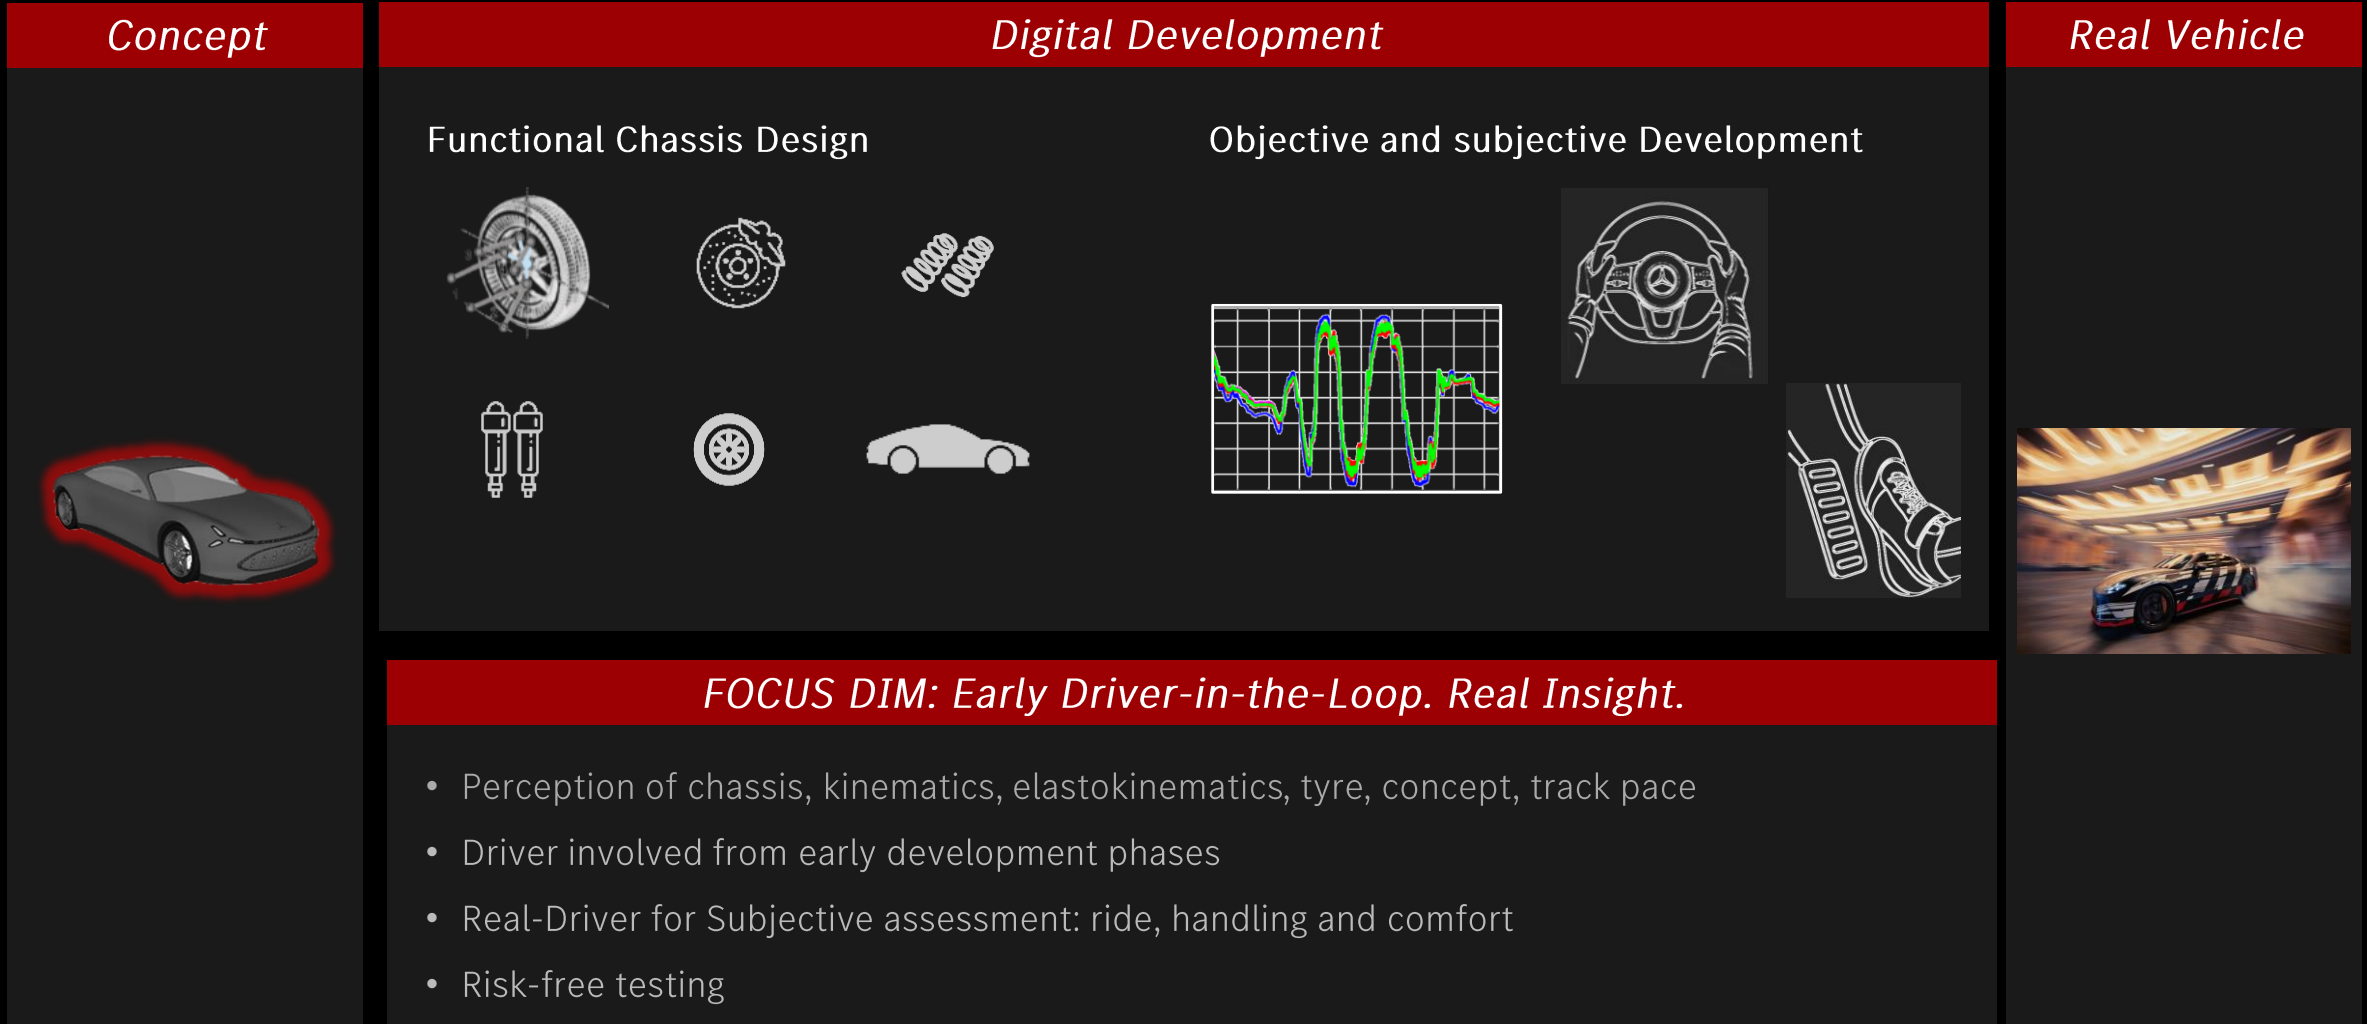 Concept
Digital Development
Real Vehicle
Functional Chassis Design
Objective and subjective Development
FOCUS DIM: Early Driver-in-the-Loop. Real Insight.
• Perception of chassis, kinematics, elastokinematics, tyre, concept, track pace
• Driver involved from early development phases
• Real-Driver for Subjective assessment: ride, handling and comfort
• Risk-free testing